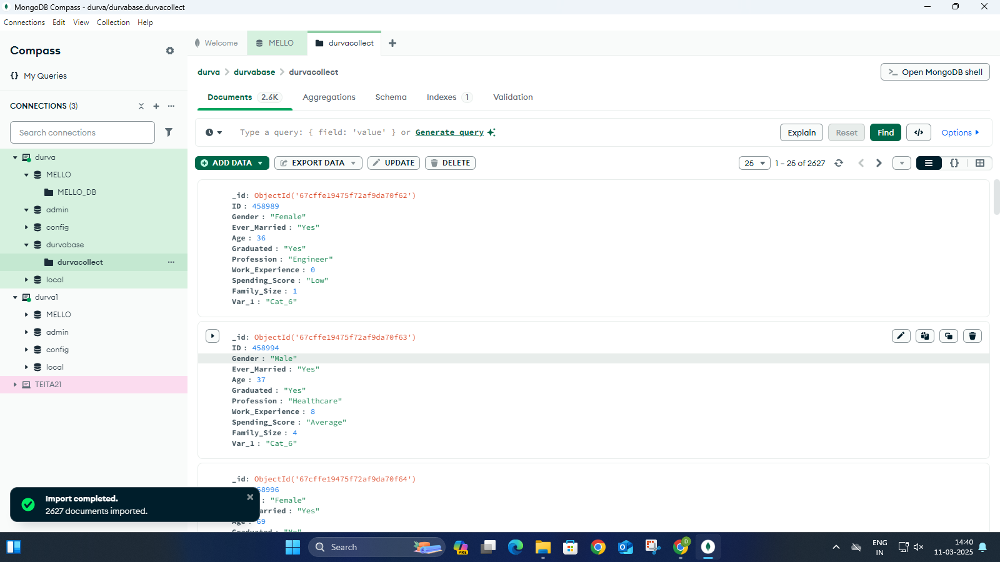 MongoDB Compass - durva/durvabase.durvacollect
Connections Edit View Collection Help
Compass
{} My Queries
CONNECTIONS (3)
Search connections
durva
MELLO
MELLO_DB
admin
config
durvabase
durvacollect
local
durva1
MELLO
admin
config
local
TEITA21
Welcome
MELLO
durvacollect
durva > durvabase > durvacollect
>_ Open MongoDB shell
Documents 2.6K Aggregations Schema Indexes 1 Validation
Type a query: { field: 'value' } or Generate query
Explain Reset Find </> Options
ADD DATA EXPORT DATA UPDATE DELETE
25 1 – 25 of 2627 {}
_id: ObjectId('67cffe19475f72af9da70f62')
ID : 458989
Gender : "Female"
Ever_Married : "Yes"
Age : 36
Graduated : "Yes"
Profession : "Engineer"
Work_Experience : 0
Spending_Score : "Low"
Family_Size : 1
Var_1 : "Cat_6"
_id: ObjectId('67cffe19475f72af9da70f63')
ID : 458994
Gender : "Male"
Ever_Married : "Yes"
Age : 37
Graduated : "Yes"
Profession : "Healthcare"
Work_Experience : 8
Spending_Score : "Average"
Family_Size : 4
Var_1 : "Cat_6"
_id: ObjectId('67cffe19475f72af9da70f64')
58996
: "Female"
arried : "Yes"
Age : 69
Graduated : "No"
Import completed.
2627 documents imported.
Search
PRE
D
ENG
IN
14:40
11-03-2025